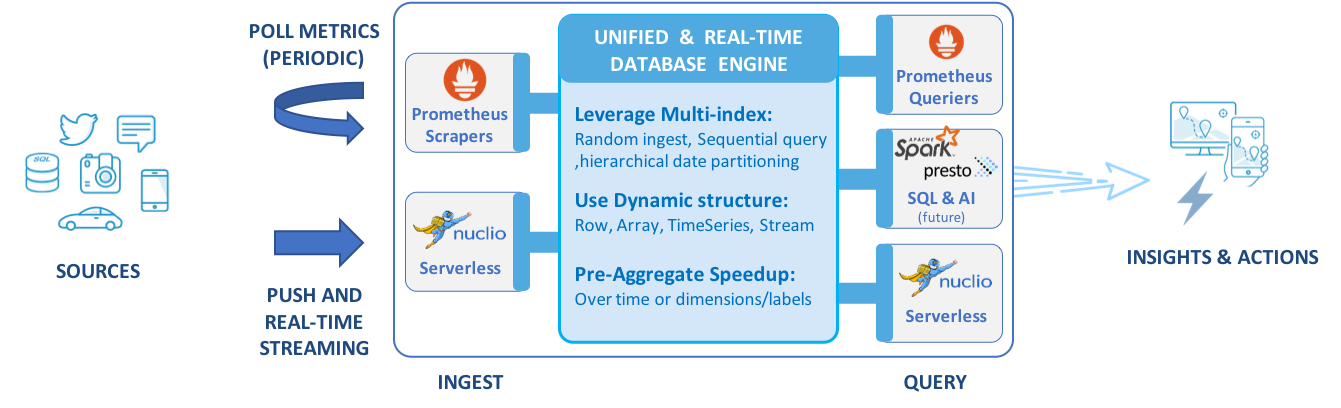 POLL METRICS
(PERIODIC)
SQL
SOURCES
PUSH AND
REAL-TIME
STREAMING
Prometheus
Scrapers
nuclio
Serverless
INGEST
UNIFIED & REAL-TIME
DATABASE ENGINE
Leverage Multi-index:
Random ingest, Sequential query
,hierarchical date partitioning
Use Dynamic structure:
Row, Array, TimeSeries, Stream
Pre-Aggregate Speedup:
Over time or dimensions/labels
Prometheus
Queriers
APACHE
Spark
presto
SQL & AI
(future)
nuclio
Serverless
QUERY
INSIGHTS & ACTIONS